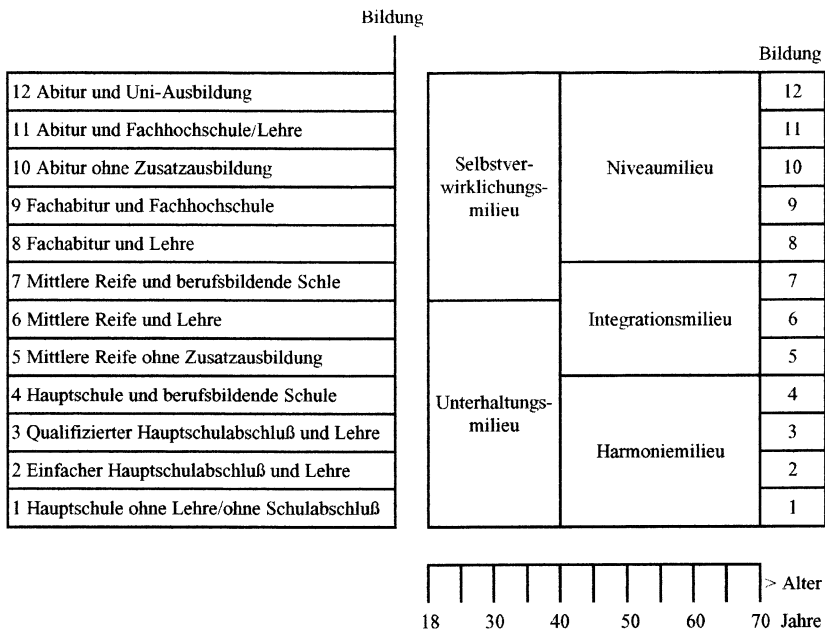 Bildung
Bildung
12 Abitur und Uni-Ausbildung
11 Abitur und Fachhochschule/Lehre
10 Abitur ohne Zusatzausbildung
9 Fachabitur und Fachhochschule
8 Fachabitur und Lehre
7 Mittlere Reife und berufsbildende Schle
6 Mittlere Reife und Lehre
5 Mittlere Reife ohne Zusatzausbildung
4 Hauptschule und berufsbildende Schule
3 Qualifizierter Hauptschulabschluß und Lehre
2 Einfacher Hauptschulabschluß und Lehre
1 Hauptschule ohne Lehre/ohne Schulabschluß
Selbstver-
wirklichungs-
milieu
Unterhaltungs-
milieu
Niveaumilieu
Integrationsmilieu
Harmoniemilieu
12
11
10
9
8
7
6
5
4
3
2
1
> Alter
18 30 40 50 60 70 Jahre